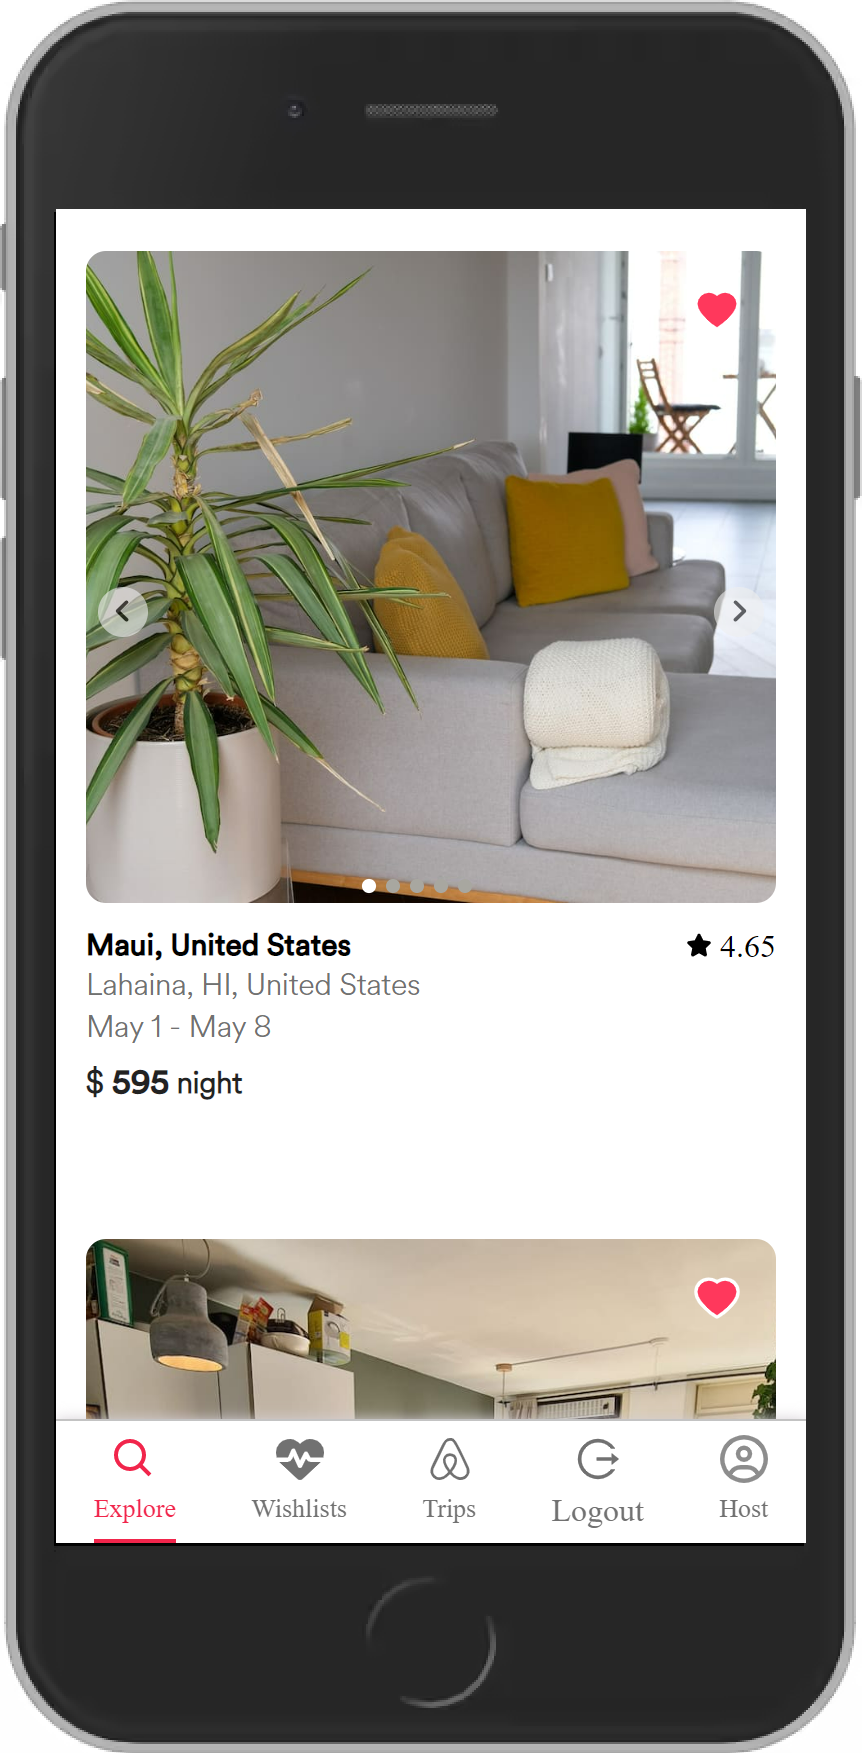 Maui, United States
4.65
Lahaina, HI, United States
May 1 - May 8
$ 595 night
Explore
Wishlists
Trips
Logout
Host